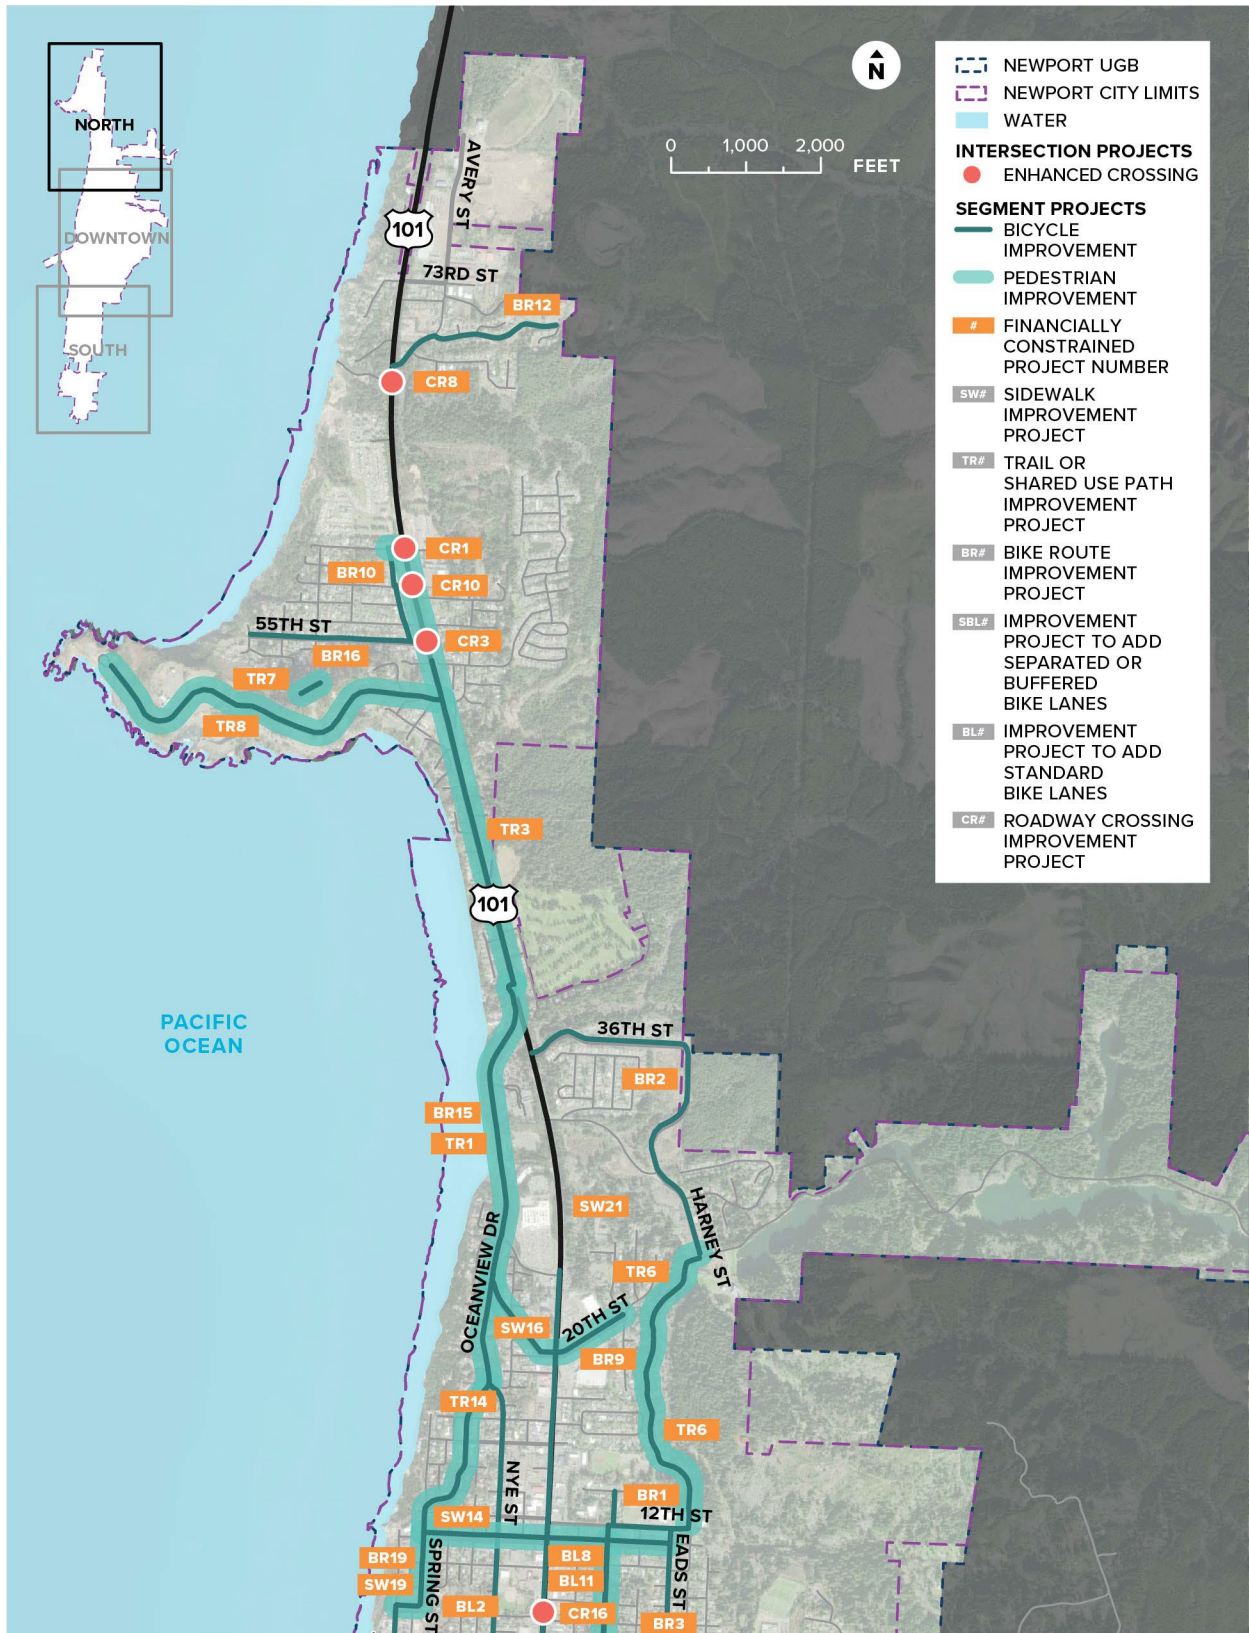 NORTH
DOWNTOWN
SOUTH
N
0 1,000 2,000
FEET
NEWPORT UGB
NEWPORT CITY LIMITS
WATER
INTERSECTION PROJECTS
ENHANCED CROSSING
SEGMENT PROJECTS
BICYCLE
IMPROVEMENT
PEDESTRIAN
IMPROVEMENT
# FINANCIALLY
CONSTRAINED
PROJECT NUMBER
SW# SIDEWALK
IMPROVEMENT
PROJECT
TR# TRAIL OR
SHARED USE PATH
IMPROVEMENT
PROJECT
BR# BIKE ROUTE
IMPROVEMENT
PROJECT
SBL# IMPROVEMENT
PROJECT TO ADD
SEPARATED OR
BUFFERED
BIKE LANES
BL# IMPROVEMENT
PROJECT TO ADD
STANDARD
BIKE LANES
CR# ROADWAY CROSSING
IMPROVEMENT
PROJECT
AVERY ST
101
73RD ST
BR12
CR8
CR1
BR10
CR10
55TH ST
CR3
BR16
TR7
TR8
TR3
101
PACIFIC
OCEAN
36TH ST
BR2
BR15
TR1
HARNEY ST
SW21
OCEANVIEW DR
TR6
20TH ST
SW16
BR9
TR14
TR6
NYE ST
BR1
12TH ST
SW14
EADS ST
SPRING ST
BR19
BL8
SW19
BL11
BL2
CR16
BR3